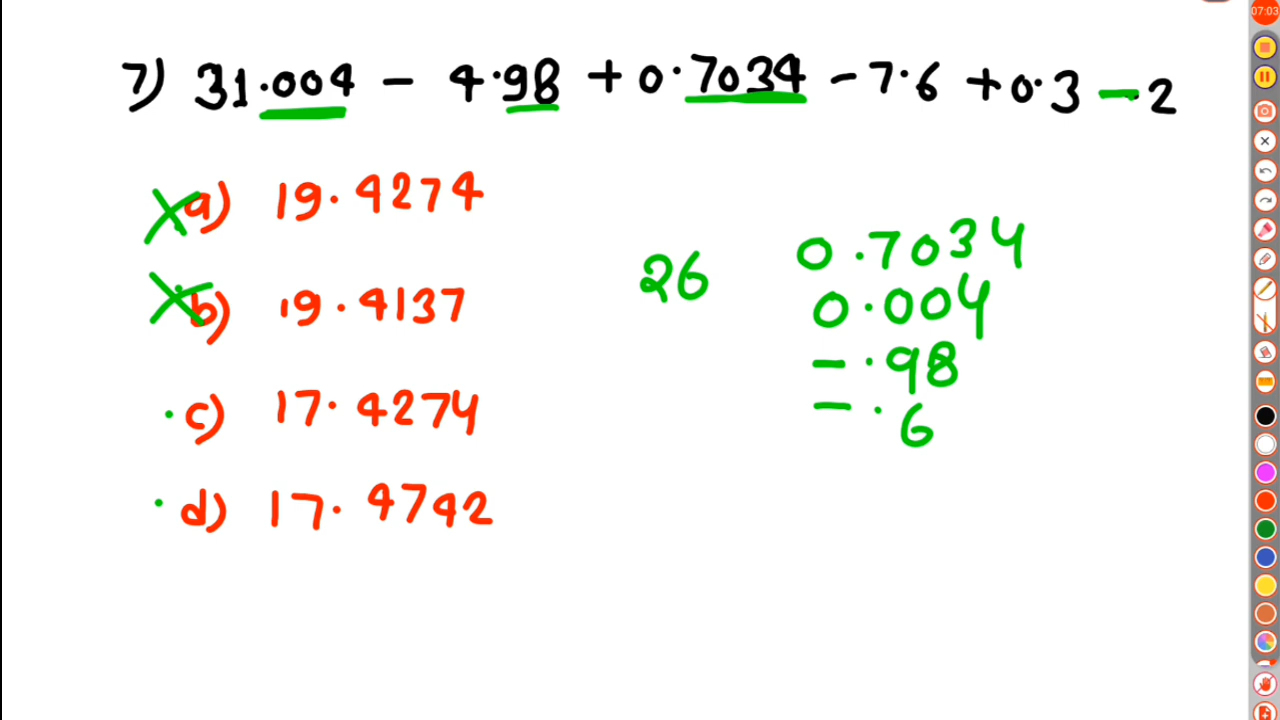 07:03
7) 31.004 - 4.98 + 0.7034 - 7.6 + 0.3 - 2
a) 19.4274
b) 19.4137
c) 17.4274
d) 17.4742
26
0.7034
0.004
- .98
- .6